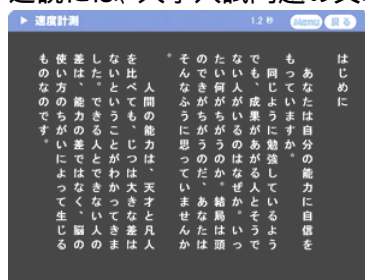 ▶ 速度計測 1.2 秒 Menu 戻る
はじめに
あなたは自分の能力に自信を
もっていますか。
同じように勉強しているよう
でも、成果があがる人とそうで
ない人がいるのはなぜか。いっ
たい何がちがうのか。結局は頭
のできがちがうのだ、あなたは
そんなふうに思っていませんか
。
人間の能力は、天才と凡人
を比べても、じつは大きな差は
ないということがわかってきま
した。できる人とできない人の
差は、能力の差ではなく、脳の
使い方のちがいによって生じる
ものなのです。